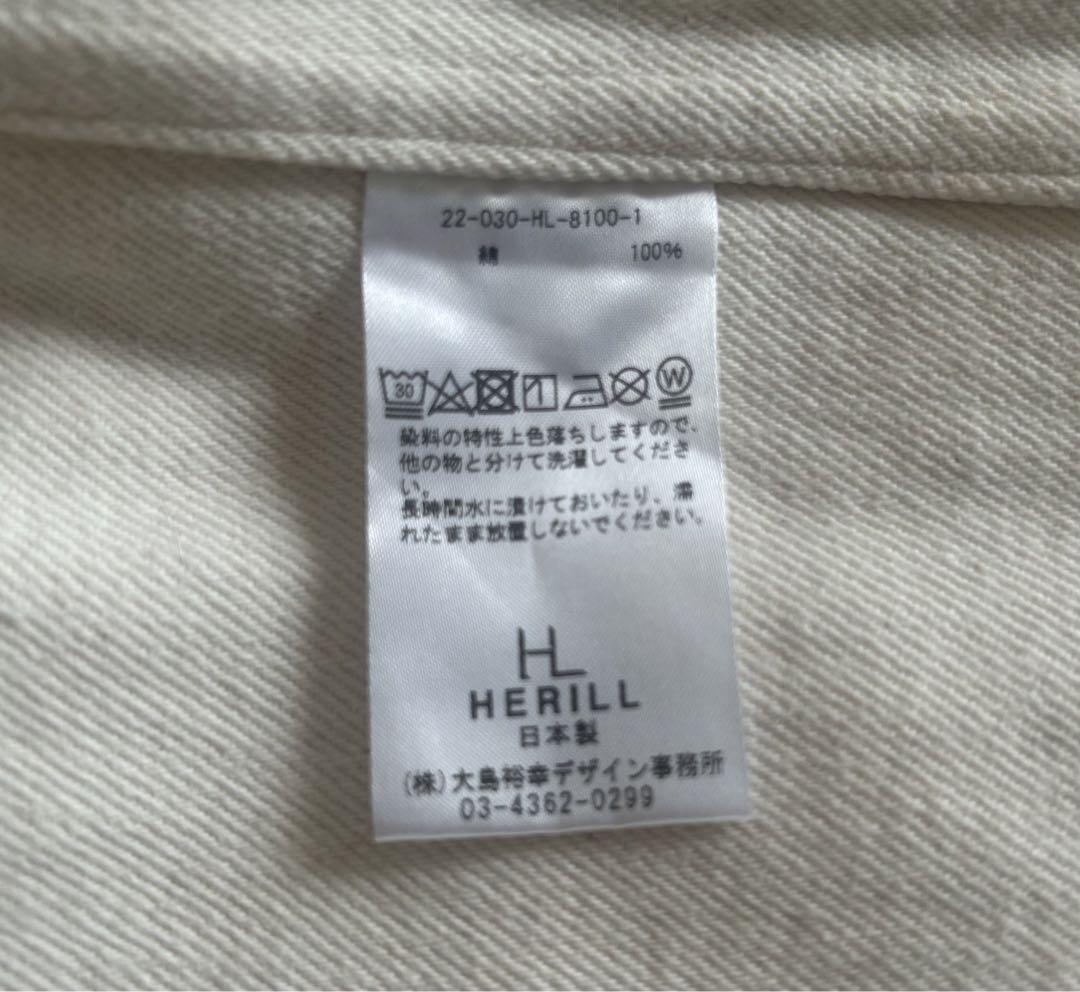 22-030-HL-8100-1
綿 100%
30 W
染料の特性上色落ちしますので、
他の物と分けて洗濯してくださ
い。
長時間水に漬けておいたり、濡
れたまま放置しないでください。
HL
HERILL
日本製
(株)大島裕幸デザイン事務所
03-4362-0299